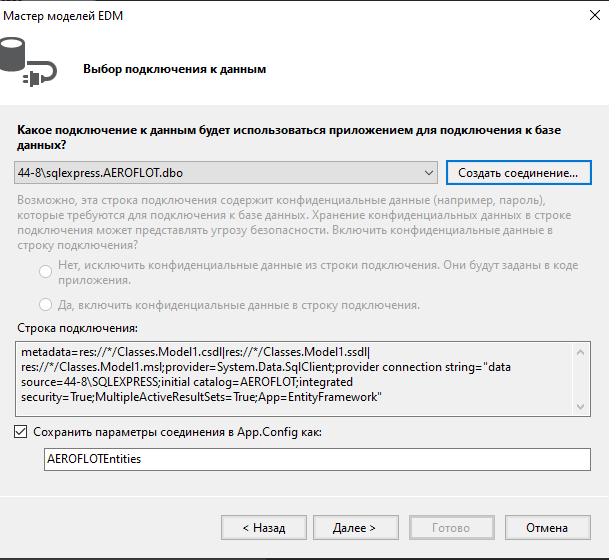 Мастер моделей EDM
Выбор подключения к данным
Какое подключение к данным будет использоваться приложением для подключения к базе
данных?
44-8\sqlexpress.AEROFLOT.dbo
Создать соединение...
Возможно, эта строка подключения содержит конфиденциальные данные (например, пароль),
которые требуются для подключения к базе данных. Хранение конфиденциальных данных в строке
подключения может представлять угрозу безопасности. Включить конфиденциальные данные в
строку подключения?
Нет, исключить конфиденциальные данные из строки подключения. Они будут заданы в коде
приложения.
Да, включить конфиденциальные данные в строку подключения.
Строка подключения:
metadata=res://*/Classes.Model1.csdl|res://*/Classes.Model1.ssdl|
res://*/Classes.Model1.msl;provider=System.Data.SqlClient;provider connection string="data
source=44-8\SQLEXPRESS;initial catalog=AEROFLOT;integrated
security=True;MultipleActiveResultSets=True;App=EntityFramework"
Сохранить параметры соединения в App.Config как:
AEROFLOTEntities
< Назад
Далее >
Готово
Отмена